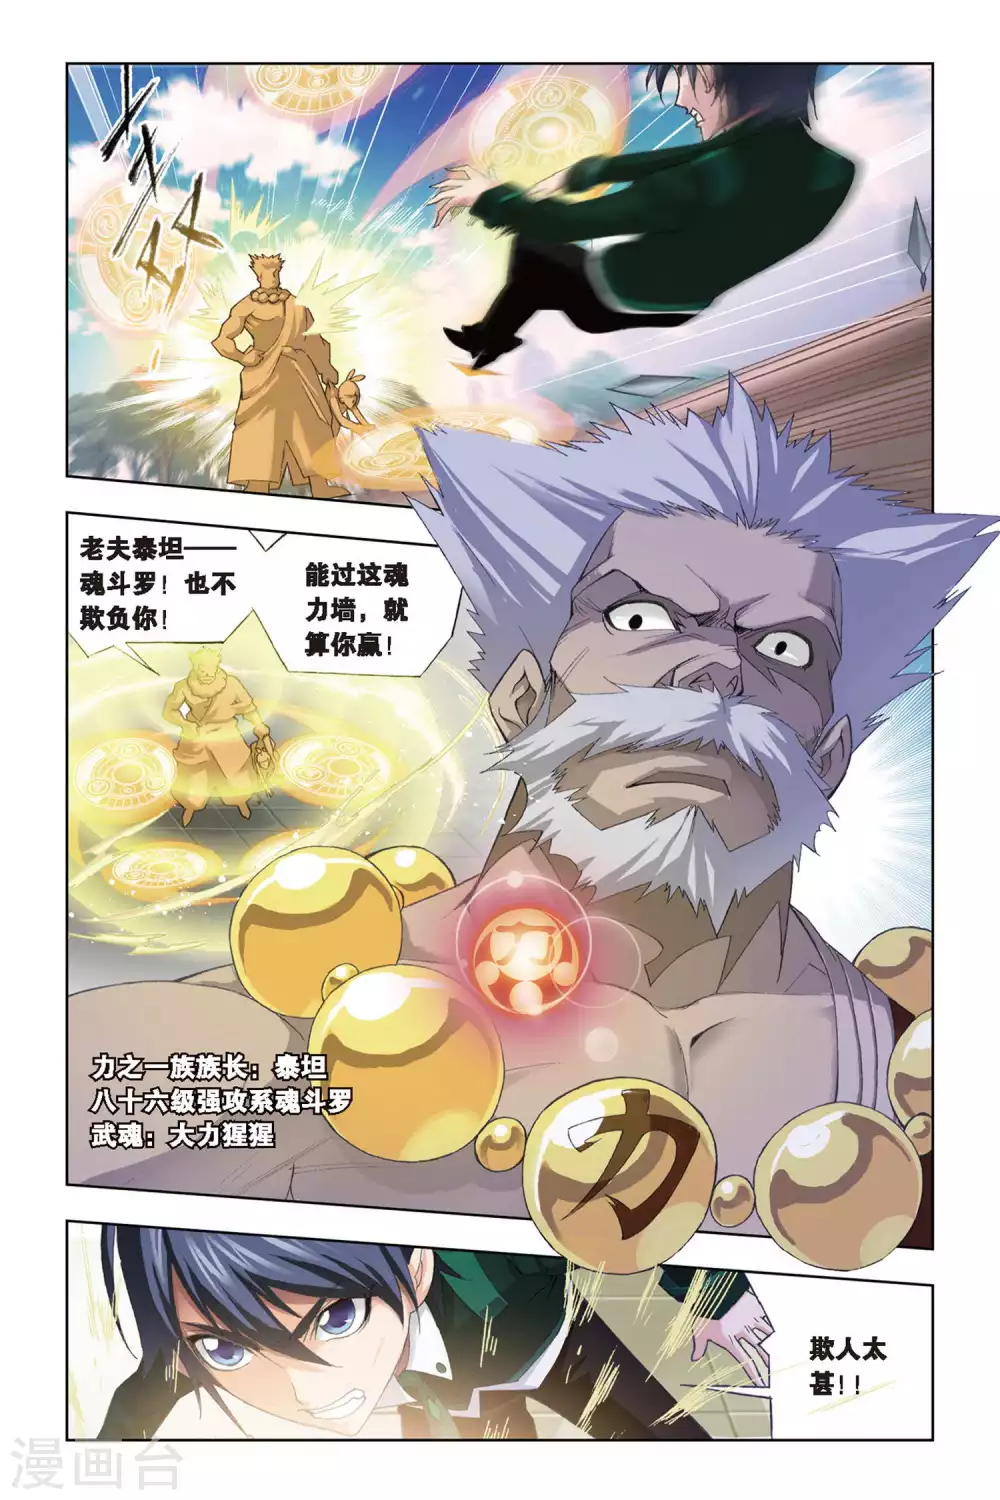 老夫泰坦——
魂斗罗！也不
欺负你！
能过这魂
力墙，就
算你赢！
力之一族族长：泰坦
八十六级强攻系魂斗罗
武魂：大力猩猩
力
欺人太
甚！！
漫画台